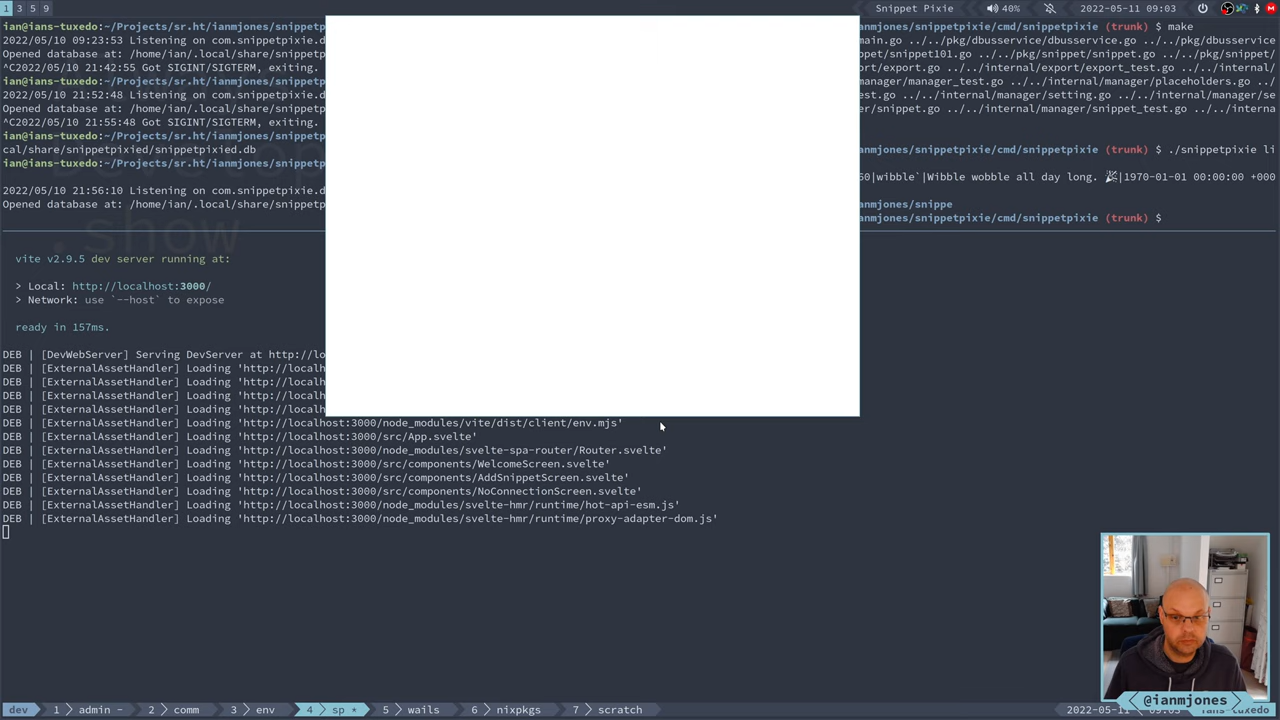 1 3 5 9
Snippet Pixie
40%
2022-05-11 09:03
ian@ians-tuxedo:~/Projects/sr.ht/ianmjones/snippetp
2022/05/10 09:23:53 Listening on com.snippetpixie.d
Opened database at: /home/ian/.local/share/snippetp
^C2022/05/10 21:42:55 Got SIGINT/SIGTERM, exiting.
ian@ians-tuxedo:~/Projects/sr.ht/ianmjones/snippetp
2022/05/10 21:52:48 Listening on com.snippetpixie.d
Opened database at: /home/ian/.local/share/snippetp
^C2022/05/10 21:55:48 Got SIGINT/SIGTERM, exiting.
ian@ians-tuxedo:~/Projects/sr.ht/ianmjones/snippetp
cal/share/snippetpixied/snippetpixied.db
ian@ians-tuxedo:~/Projects/sr.ht/ianmjones/snippetp
2022/05/10 21:56:10 Listening on com.snippetpixie.d
Opened database at: /home/ian/.local/share/snippetp
.show
ianmjones/snippetpixie/cmd/snippetpixie (trunk) $ make
main.go ../../pkg/dbusservice/dbusservice.go ../../pkg/dbusservice
pet/snippet101.go ../../pkg/snippet/snippet.go ../../pkg/snippet/s
port/export.go ../../internal/export/export_test.go ../../internal
manager/manager_test.go ../../internal/manager/placeholders.go ../
est.go ../../internal/manager/setting.go ../../internal/manager/se
er/snippet.go ../../internal/manager/snippet_test.go ../../interna
anmjones/snippetpixie/cmd/snippetpixie (trunk) $ ./snippetpixie li
60|wibble`|Wibble wobble all day long. 🎉|1970-01-01 00:00:00 +000
anmjones/snippe
anmjones/snippetpixie/cmd/snippetpixie (trunk) $
vite v2.9.5 dev server running at:
> Local: http://localhost:3000/
> Network: use `--host` to expose
ready in 157ms.
DEB | [DevWebServer] Serving DevServer at http://lo
DEB | [ExternalAssetHandler] Loading 'http://localh
DEB | [ExternalAssetHandler] Loading 'http://localh
DEB | [ExternalAssetHandler] Loading 'http://localh
DEB | [ExternalAssetHandler] Loading 'http://localh
DEB | [ExternalAssetHandler] Loading 'http://localhost:3000/node_modules/vite/dist/client/env.mjs'
DEB | [ExternalAssetHandler] Loading 'http://localhost:3000/src/App.svelte'
DEB | [ExternalAssetHandler] Loading 'http://localhost:3000/node_modules/svelte-spa-router/Router.svelte'
DEB | [ExternalAssetHandler] Loading 'http://localhost:3000/src/components/WelcomeScreen.svelte'
DEB | [ExternalAssetHandler] Loading 'http://localhost:3000/src/components/AddSnippetScreen.svelte'
DEB | [ExternalAssetHandler] Loading 'http://localhost:3000/src/components/NoConnectionScreen.svelte'
DEB | [ExternalAssetHandler] Loading 'http://localhost:3000/node_modules/svelte-hmr/runtime/hot-api-esm.js'
DEB | [ExternalAssetHandler] Loading 'http://localhost:3000/node_modules/svelte-hmr/runtime/proxy-adapter-dom.js'
@ianmjones
dev 1 admin - 2 comm 3 env 4 sp * 5 wails 6 nixpkgs 7 scratch